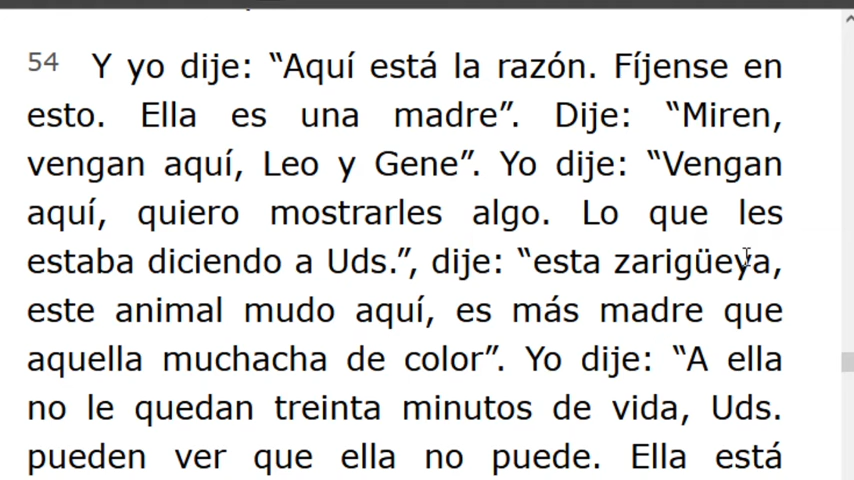 54 Y yo dije: “Aquí está la razón. Fíjense en
esto. Ella es una madre”. Dije: “Miren,
vengan aquí, Leo y Gene”. Yo dije: “Vengan
aquí, quiero mostrarles algo. Lo que les
estaba diciendo a Uds.”, dije: “esta zarigüeya,
este animal mudo aquí, es más madre que
aquella muchacha de color”. Yo dije: “A ella
no le quedan treinta minutos de vida, Uds.
pueden ver que ella no puede. Ella está